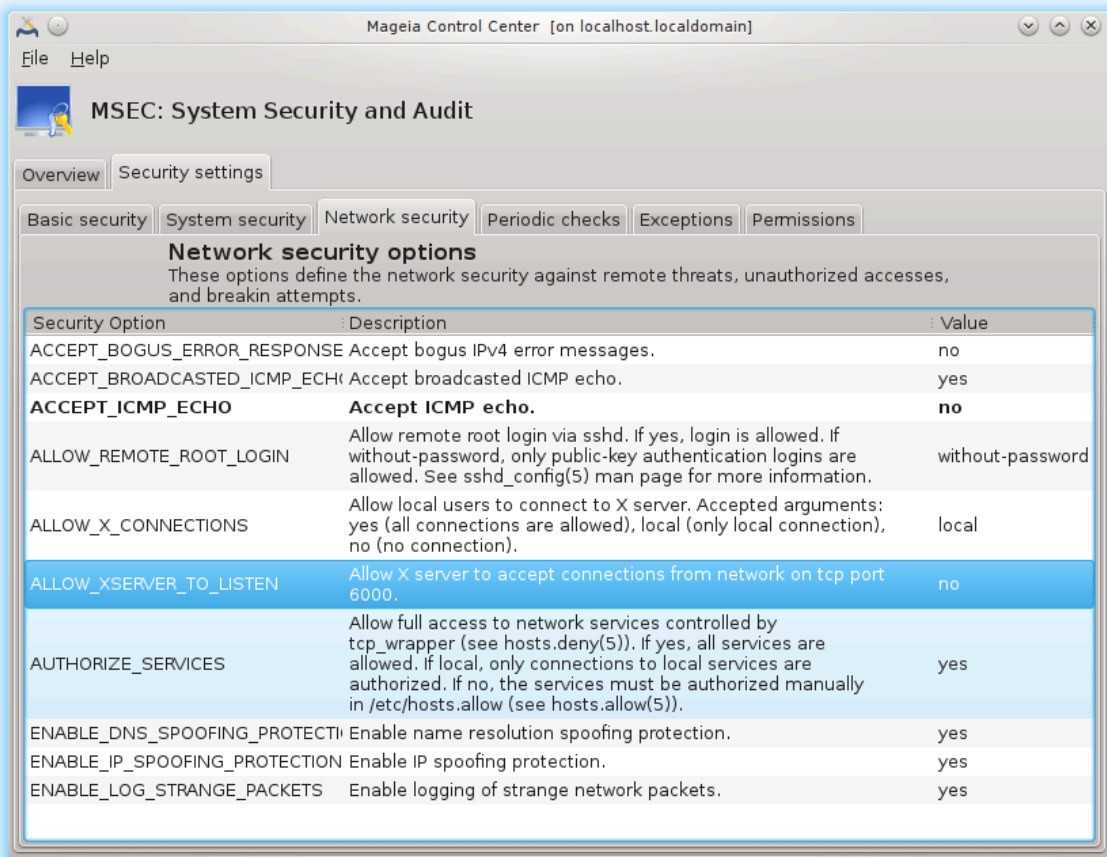 Mageia Control Center [on localhost.localdomain]
File Help
MSEC: System Security and Audit
Overview Security settings
Basic security System security Network security Periodic checks Exceptions Permissions
Network security options
These options define the network security against remote threats, unauthorized accesses,
and breakin attempts.
Security Option Description Value
ACCEPT_BOGUS_ERROR_RESPONSE Accept bogus IPv4 error messages. no
ACCEPT_BROADCASTED_ICMP_ECH Accept broadcasted ICMP echo. yes
ACCEPT_ICMP_ECHO Accept ICMP echo. no
Allow remote root login via sshd. If yes, login is allowed. If
ALLOW_REMOTE_ROOT_LOGIN without-password, only public-key authentication logins are without-password
allowed. See sshd_config(5) man page for more information.
Allow local users to connect to X server. Accepted arguments:
ALLOW_X_CONNECTIONS yes (all connections are allowed), local (only local connection), local
no (no connection).
ALLOW_XSERVER_TO_LISTEN Allow X server to accept connections from network on tcp port no
6000.
Allow full access to network services controlled by
tcp_wrapper (see hosts.deny(5)). If yes, all services are
AUTHORIZE_SERVICES allowed. If local, only connections to local services are yes
authorized. If no, the services must be authorized manually
in /etc/hosts.allow (see hosts.allow(5)).
ENABLE_DNS_SPOOFING_PROTECTI Enable name resolution spoofing protection. yes
ENABLE_IP_SPOOFING_PROTECTION Enable IP spoofing protection. yes
ENABLE_LOG_STRANGE_PACKETS Enable logging of strange network packets. yes